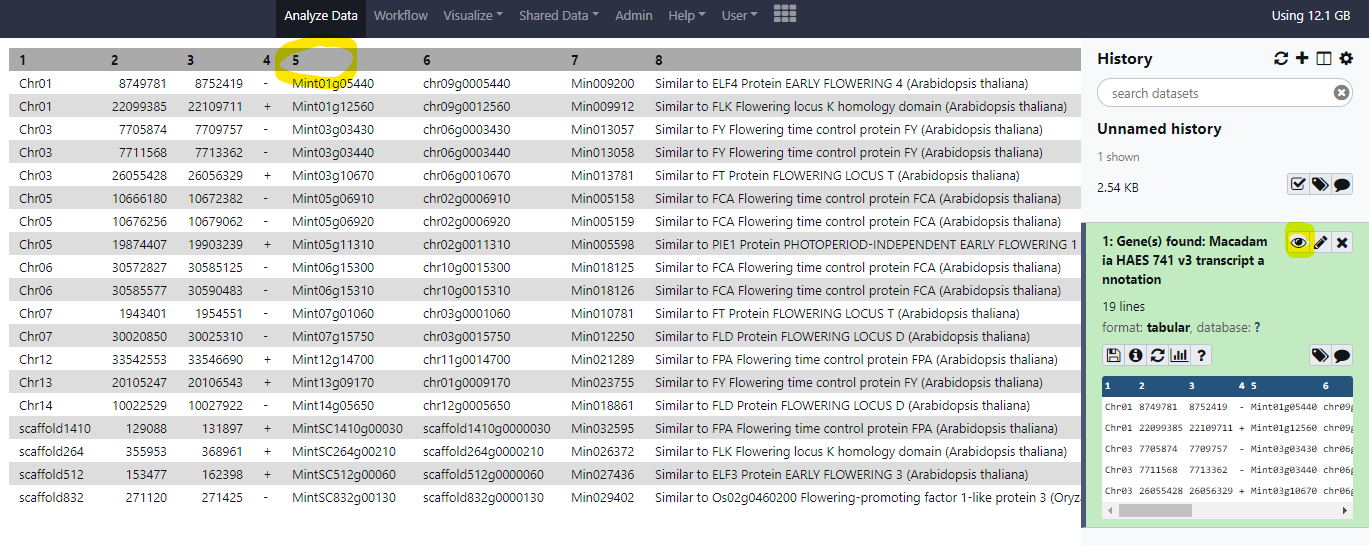 Analyze Data Workflow Visualize Shared Data Admin Help User Using 12.1 GB
1 2 3 4 5 6 7 8
Chr01 8749781 8752419 - Mint01g05440 chr09g0005440 Min009200 Similar to ELF4 Protein EARLY FLOWERING 4 (Arabidopsis thaliana)
Chr01 22099385 22109711 + Mint01g12560 chr09g0012560 Min009912 Similar to FLK Flowering locus K homology domain (Arabidopsis thaliana)
Chr03 7705874 7709757 - Mint03g03430 chr06g0003430 Min013057 Similar to FY Flowering time control protein FY (Arabidopsis thaliana)
Chr03 7711568 7713362 - Mint03g03440 chr06g0003440 Min013058 Similar to FY Flowering time control protein FY (Arabidopsis thaliana)
Chr03 26055428 26056329 + Mint03g10670 chr06g0010670 Min013781 Similar to FT Protein FLOWERING LOCUS T (Arabidopsis thaliana)
Chr05 10666180 10672382 - Mint05g06910 chr02g0006910 Min005158 Similar to FCA Flowering time control protein FCA (Arabidopsis thaliana)
Chr05 10676256 10679062 - Mint05g06920 chr02g0006920 Min005159 Similar to FCA Flowering time control protein FCA (Arabidopsis thaliana)
Chr05 19874407 19903239 + Mint05g11310 chr02g0011310 Min005598 Similar to PIE1 Protein PHOTOPERIOD-INDEPENDENT EARLY FLOWERING 1
Chr06 30572827 30585125 - Mint06g15300 chr10g0015300 Min018125 Similar to FCA Flowering time control protein FCA (Arabidopsis thaliana)
Chr06 30585577 30590483 - Mint06g15310 chr10g0015310 Min018126 Similar to FCA Flowering time control protein FCA (Arabidopsis thaliana)
Chr07 1943401 1954551 - Mint07g01060 chr03g0001060 Min010781 Similar to FT Protein FLOWERING LOCUS T (Arabidopsis thaliana)
Chr07 30020850 30025310 - Mint07g15750 chr03g0015750 Min012250 Similar to FLD Protein FLOWERING LOCUS D (Arabidopsis thaliana)
Chr12 33542553 33546690 + Mint12g14700 chr11g0014700 Min021289 Similar to FPA Flowering time control protein FPA (Arabidopsis thaliana)
Chr13 20105247 20106543 + Mint13g09170 chr01g0009170 Min023755 Similar to FY Flowering time control protein FY (Arabidopsis thaliana)
Chr14 10022529 10027922 - Mint14g05650 chr12g0005650 Min018861 Similar to FLD Protein FLOWERING LOCUS D (Arabidopsis thaliana)
scaffold1410 129088 131897 + MintSC1410g00030 scaffold1410g0000030 Min032595 Similar to FPA Flowering time control protein FPA (Arabidopsis thaliana)
scaffold264 355953 368961 + MintSC264g00210 scaffold264g0000210 Min026372 Similar to FLK Flowering locus K homology domain (Arabidopsis thaliana)
scaffold512 153477 162398 + MintSC512g00060 scaffold512g0000060 Min027436 Similar to ELF3 Protein EARLY FLOWERING 3 (Arabidopsis thaliana)
scaffold832 271120 271425 - MintSC832g00130 scaffold832g0000130 Min029402 Similar to Os02g0460200 Flowering-promoting factor 1-like protein 3 (Oryz
History
search datasets
Unnamed history
1 shown
2.54 KB
1: Gene(s) found: Macadam
ia HAES 741 v3 transcript a
nnotation
19 lines
format: tabular, database: ?
?
1 2 3 4 5 6
Chr01 8749781 8752419 - Mint01g05440 chr09g
Chr01 22099385 22109711 + Mint01g12560 chr09g
Chr03 7705874 7709757 - Mint03g03430 chr06g
Chr03 7711568 7713362 - Mint03g03440 chr06g
Chr03 26055428 26056329 + Mint03g10670 chr06g